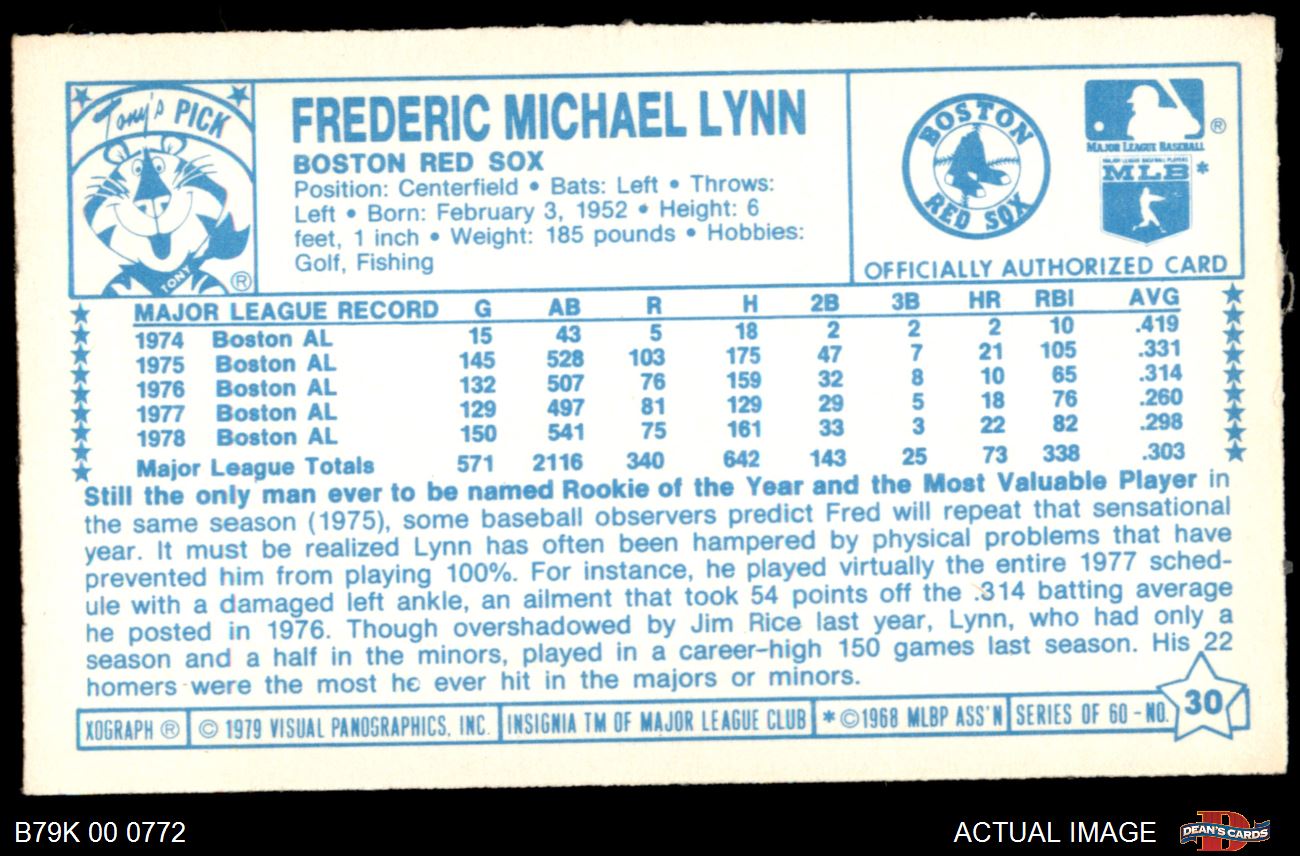 Tony's PICK
TONY
®
FREDERIC MICHAEL LYNN
BOSTON RED SOX
Position: Centerfield • Bats: Left • Throws:
Left • Born: February 3, 1952 • Height: 6
feet, 1 inch • Weight: 185 pounds • Hobbies:
Golf, Fishing
BOSTON
RED SOX
®
MAJOR LEAGUE BASEBALL
MAJOR LEAGUE BASEBALL PLAYERS
MLB *
OFFICIALLY AUTHORIZED CARD
MAJOR LEAGUE RECORD G AB R H 2B 3B HR RBI AVG
1974 Boston AL 15 43 5 18 2 2 2 10 .419
1975 Boston AL 145 528 103 175 47 7 21 105 .331
1976 Boston AL 132 507 76 159 32 8 10 65 .314
1977 Boston AL 129 497 81 129 29 5 18 76 .260
1978 Boston AL 150 541 75 161 33 3 22 82 .298
Major League Totals 571 2116 340 642 143 25 73 338 .303
Still the only man ever to be named Rookie of the Year and the Most Valuable Player in
the same season (1975), some baseball observers predict Fred will repeat that sensational
year. It must be realized Lynn has often been hampered by physical problems that have
prevented him from playing 100%. For instance, he played virtually the entire 1977 sched-
ule with a damaged left ankle, an ailment that took 54 points off the .314 batting average
he posted in 1976. Though overshadowed by Jim Rice last year, Lynn, who had only a
season and a half in the minors, played in a career-high 150 games last season. His 22
homers were the most he ever hit in the majors or minors.
XOGRAPH ® © 1979 VISUAL PANOGRAPHICS, INC. INSIGNIA TM OF MAJOR LEAGUE CLUB * ©1968 MLBP ASS'N SERIES OF 60 - NO. 30
B79K 00 0772
ACTUAL IMAGE
D
DEAN'S CARDS